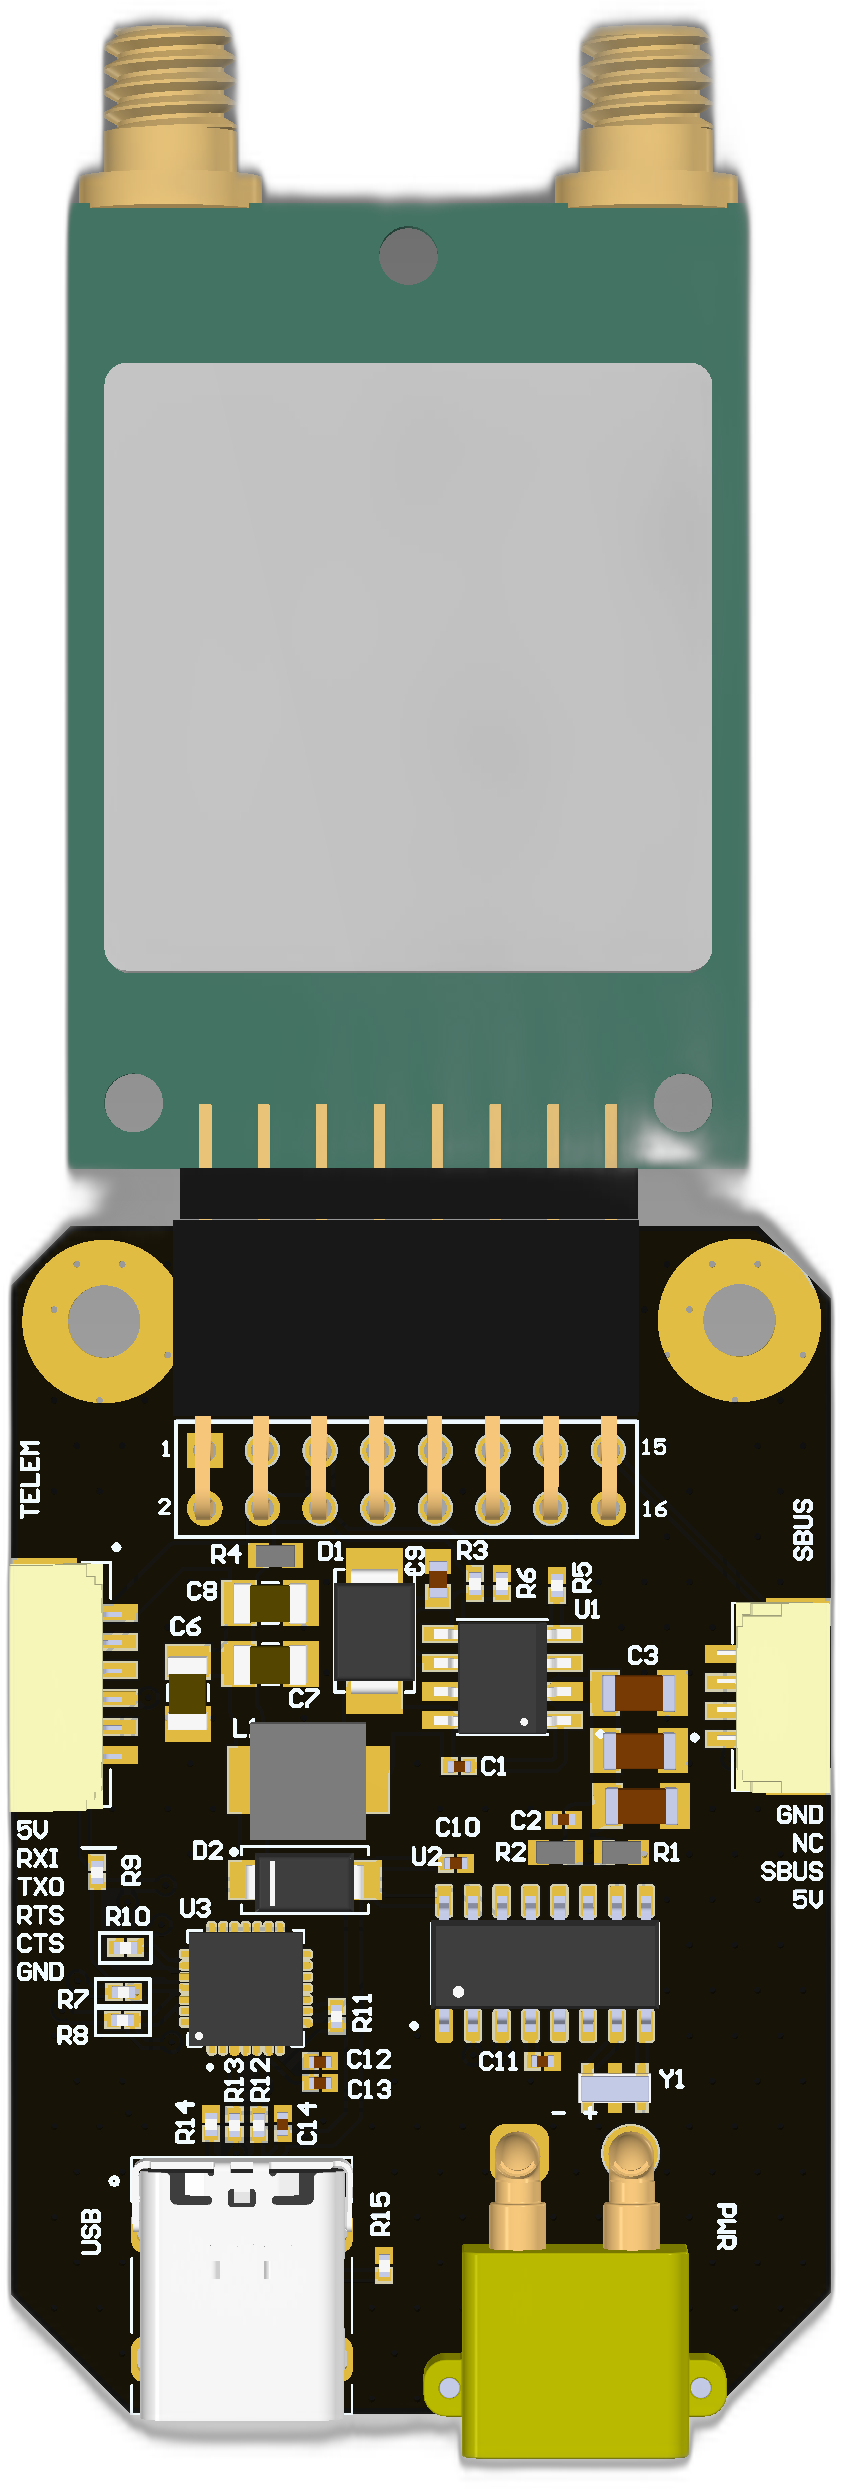 1
15
2
16
TELEM
SBUS
R4
D1
C9
R3
C8
R6
R5
U1
C6
C7
C3
L1
C1
C2
C10
R2
R1
U2
D2
5V
RXI
TXO
RTS
CTS
GND
GND
NC
SBUS
5V
R9
U3
R10
R7
R8
R11
C12
C13
C11
Y1
R13
R12
R14
C14
- +
USB
R15
PWR